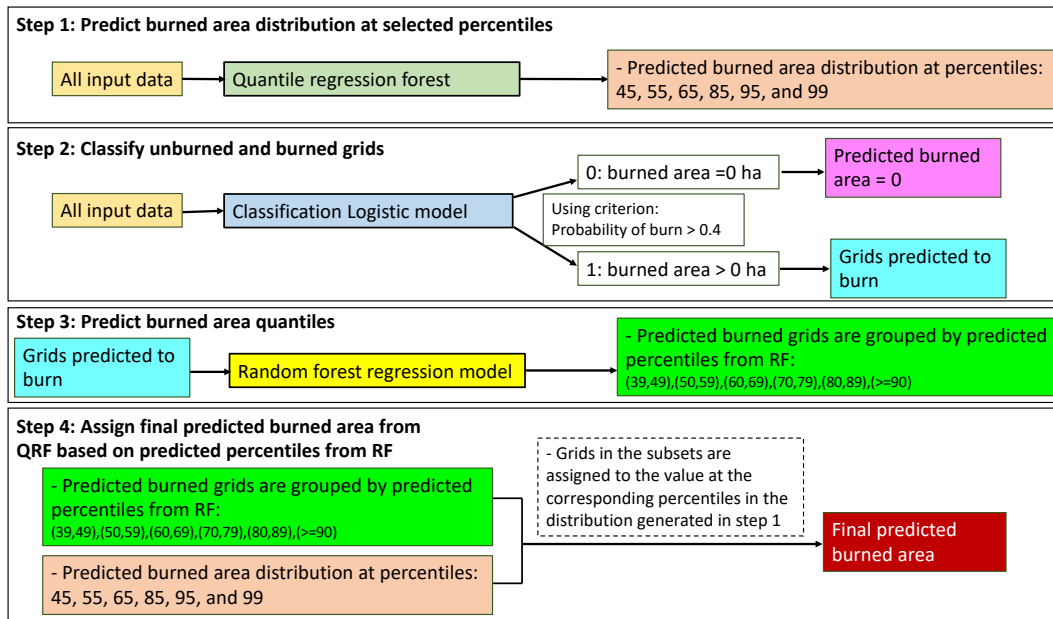 Step 1: Predict burned area distribution at selected percentiles
All input data
Quantile regression forest
- Predicted burned area distribution at percentiles:
45, 55, 65, 85, 95, and 99
Step 2: Classify unburned and burned grids
All input data
Classification Logistic model
0: burned area =0 ha
Predicted burned
area = 0
Using criterion:
Probability of burn > 0.4
1: burned area > 0 ha
Grids predicted to
burn
Step 3: Predict burned area quantiles
Grids predicted to
burn
Random forest regression model
- Predicted burned grids are grouped by predicted
percentiles from RF:
(39,49),(50,59),(60,69),(70,79),(80,89),(>=90)
Step 4: Assign final predicted burned area from
QRF based on predicted percentiles from RF
- Predicted burned grids are grouped by predicted
percentiles from RF:
(39,49),(50,59),(60,69),(70,79),(80,89),(>=90)
- Predicted burned area distribution at percentiles:
45, 55, 65, 85, 95, and 99
- Grids in the subsets are
assigned to the value at the
corresponding percentiles in the
distribution generated in step 1
Final predicted
burned area